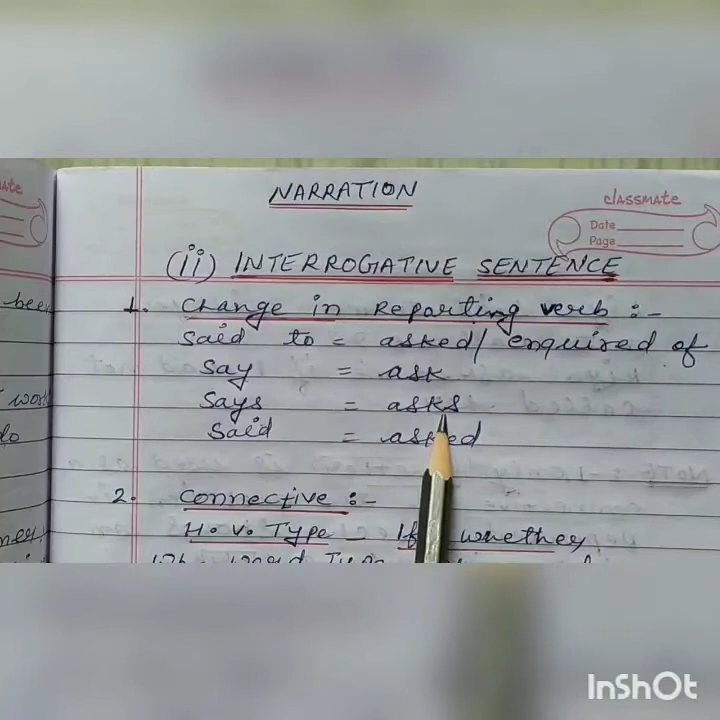 NARRATION
classmate
Date
Page
(ii) INTERROGATIVE SENTENCE
1. Change in Reporting verb :-
Said to = asked/ enquired of
Say = ask
Says = asks
Said = asked
2. Connective :-
H.V. Type - If whether
InShOt